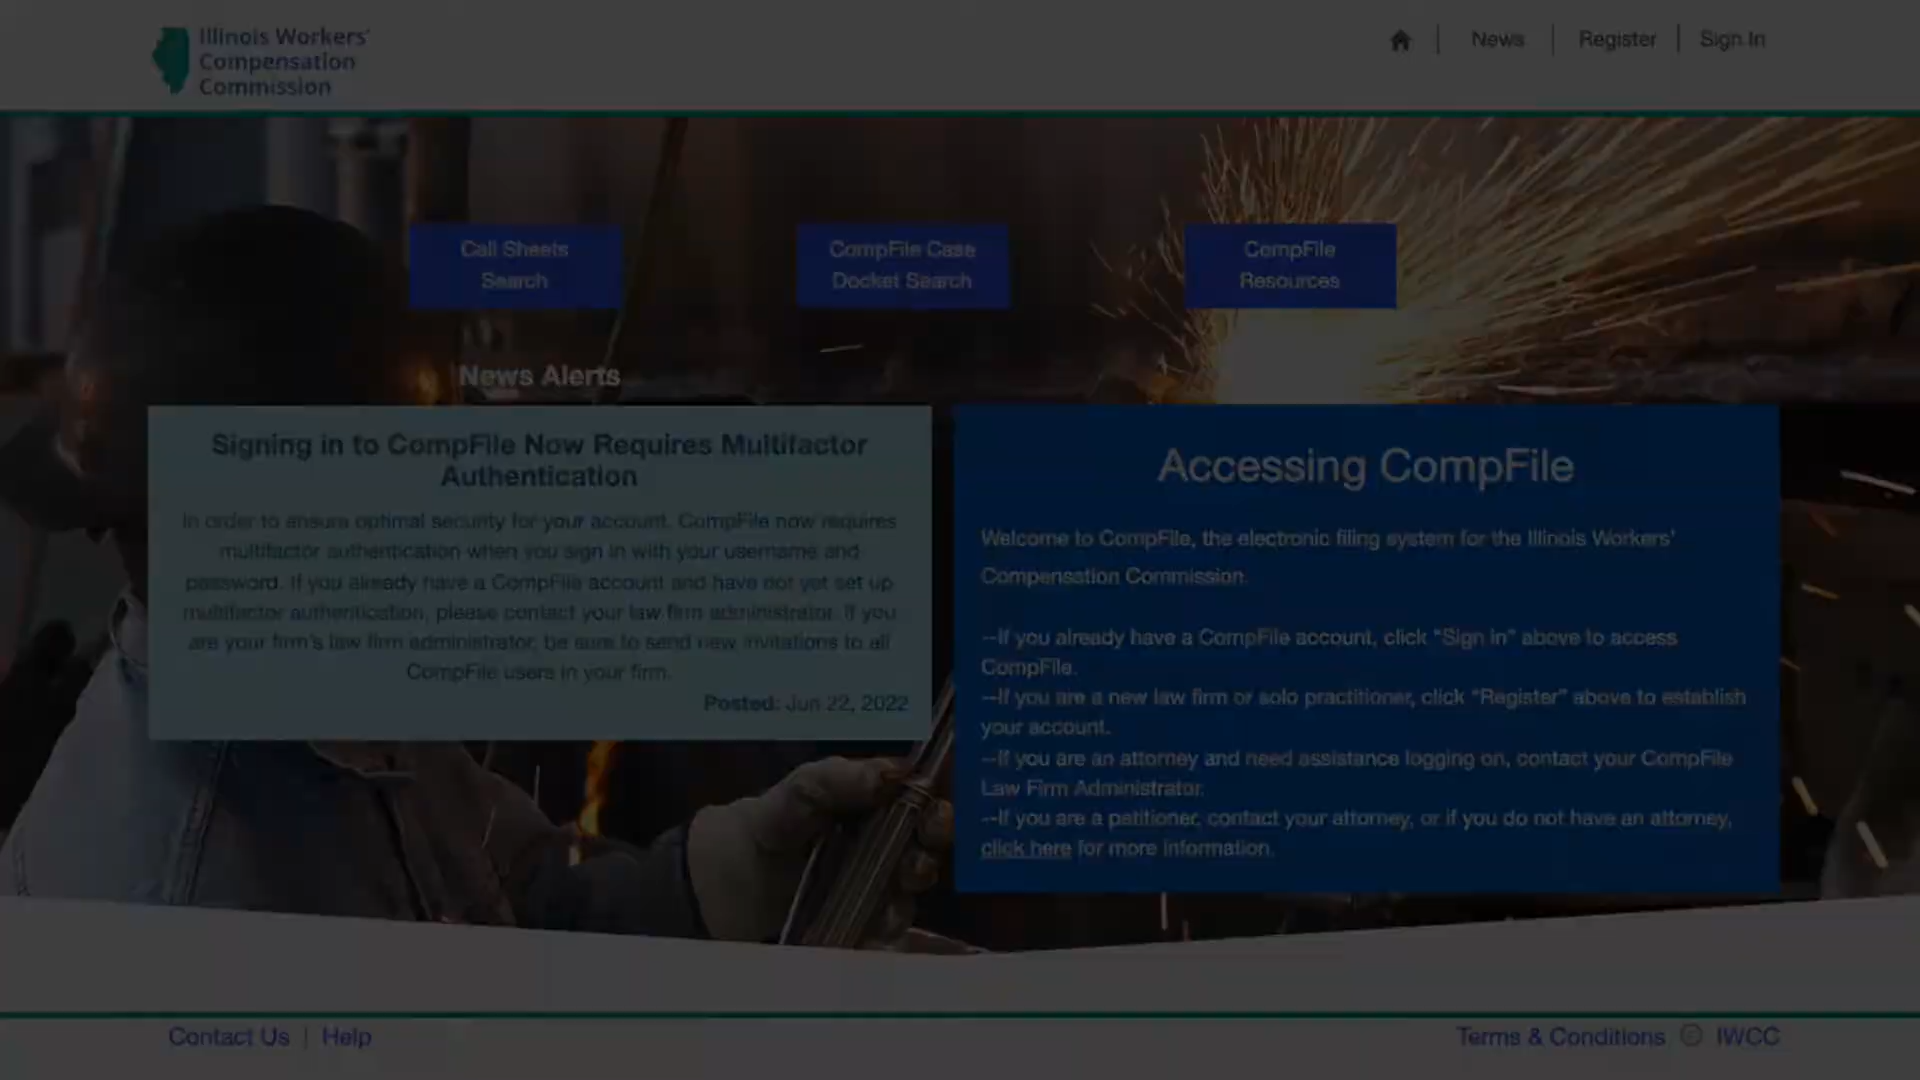 Illinois Workers'
Compensation
Commission
News
Register
Sign In
Call Sheets
Search
CompFile Case
Docket Search
CompFile
Resources
News Alerts
Signing in to CompFile Now Requires Multifactor
Authentication
In order to ensure optimal security for your account, CompFile now requires
multifactor authentication when you sign in with your username and
password. If you already have a CompFile account and have not yet set up
multifactor authentication, please contact your law firm administrator. If you
are your firm's law firm administrator, be sure to send new invitations to all
CompFile users in your firm.
Posted: Jun 22, 2022
Accessing CompFile
Welcome to CompFile, the electronic filing system for the Illinois Workers'
Compensation Commission.
--If you already have a CompFile account, click “Sign in” above to access
CompFile.
--If you are a new law firm or solo practitioner, click “Register” above to establish
your account.
--If you are an attorney and need assistance logging on, contact your CompFile
Law Firm Administrator.
--If you are a petitioner, contact your attorney, or if you do not have an attorney,
click here for more information.
Contact Us | Help
Terms & Conditions © IWCC